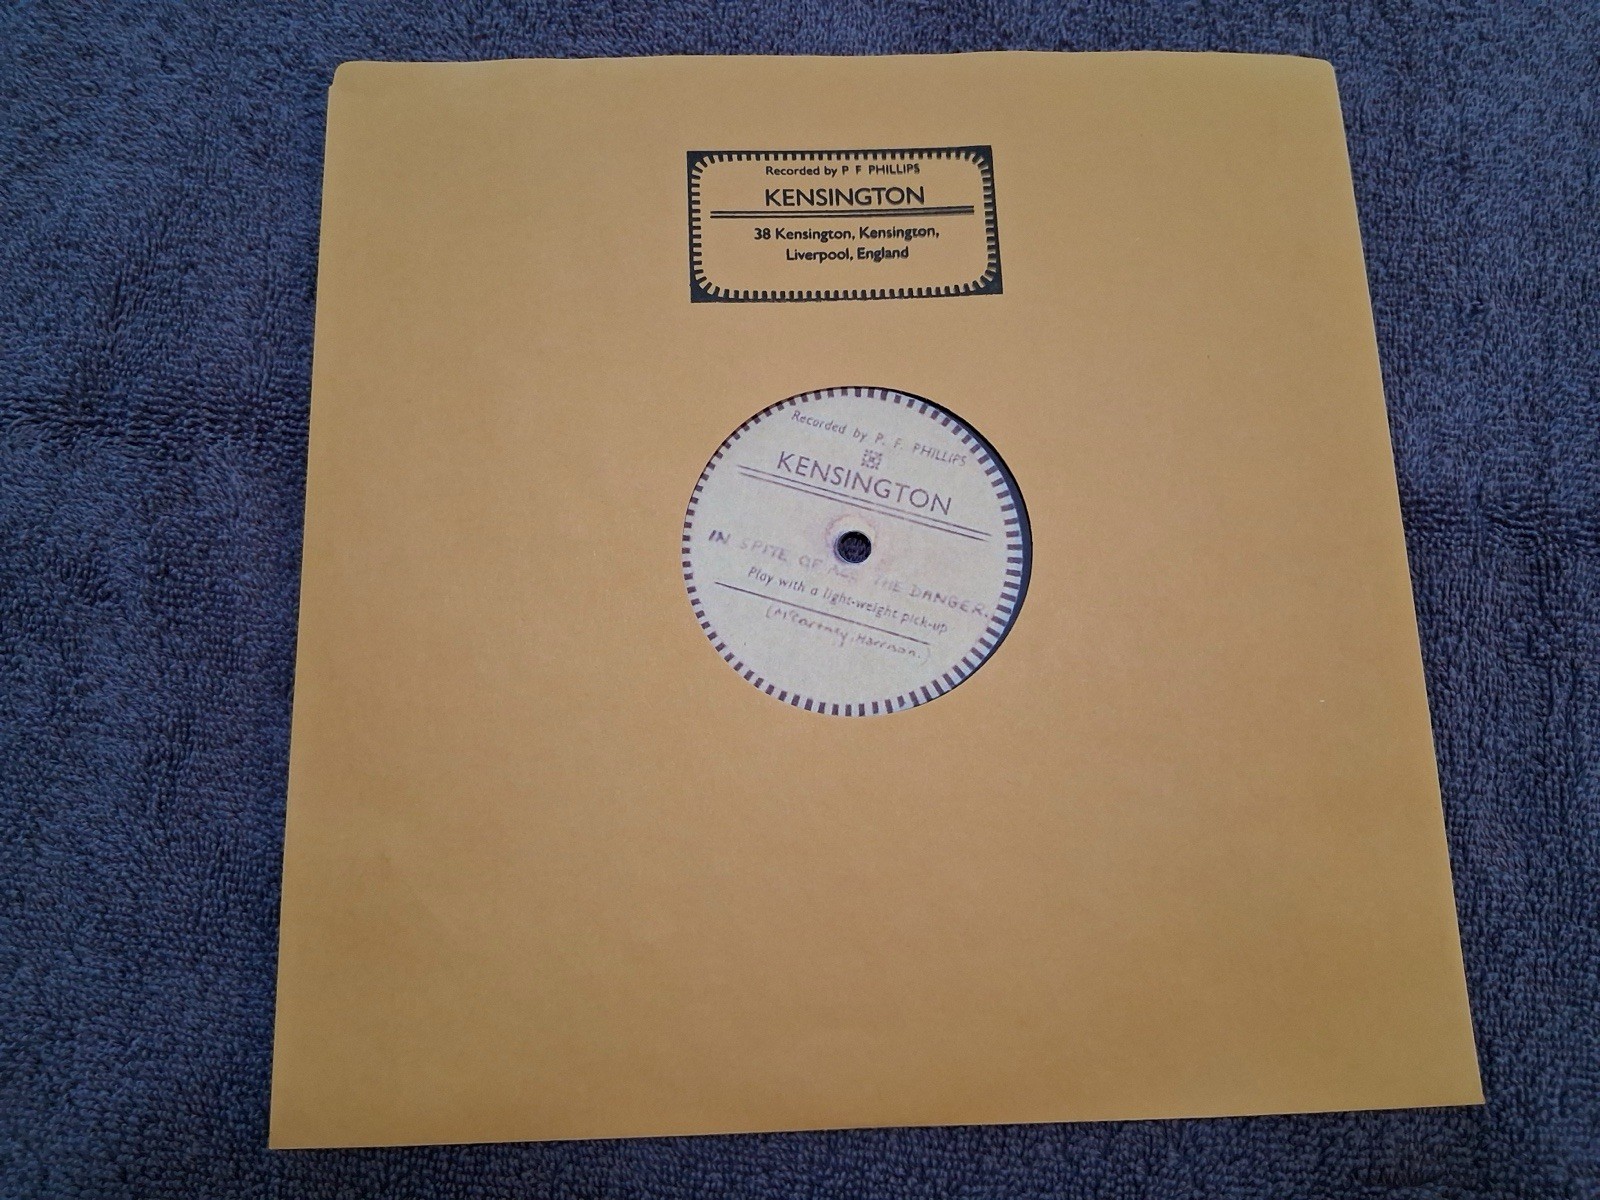 Recorded by P F PHILLIPS
KENSINGTON
38 Kensington, Kensington,
Liverpool, England
Recorded by P. F. PHILLIPS
KENSINGTON
IN SPITE OF ALL THE DANGER.
Play with a light-weight pick-up
(McCartney, Harrison.)